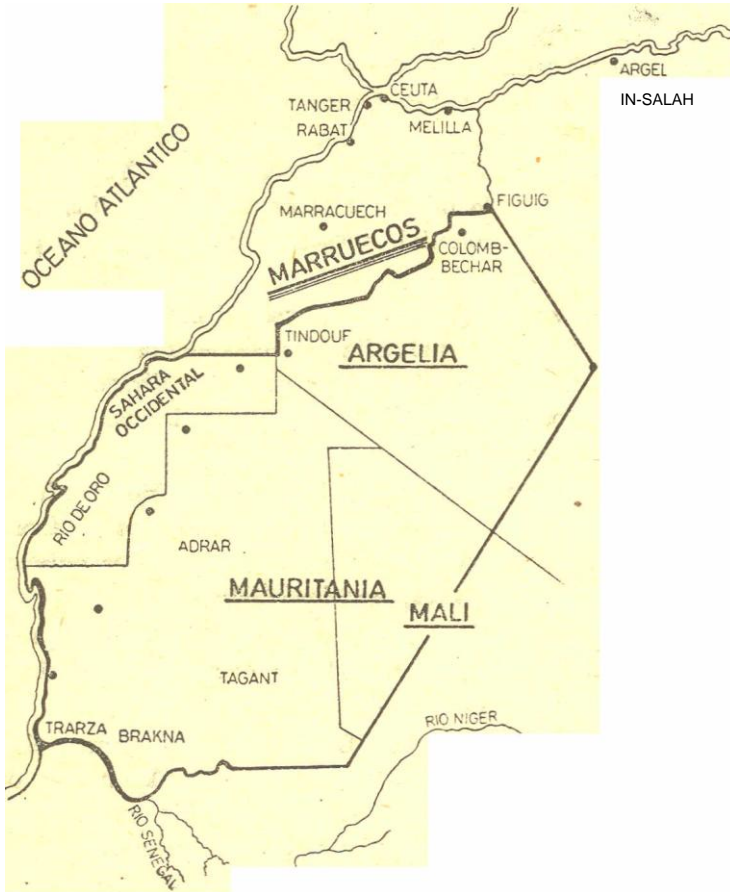 ARGEL
IN-SALAH
CEUTA
TANGER
MELILLA
RABAT
OCEANO ATLANTICO
FIGUIG
MARRACUECH
MARRUECOS
COLOMB-
BECHAR
TINDOUF
ARGELIA
SAHARA
OCCIDENTAL
RIO DE ORO
ADRAR
MAURITANIA
MALI
TAGANT
RIO NIGER
TRARZA
BRAKNA
RIO SENEGAL